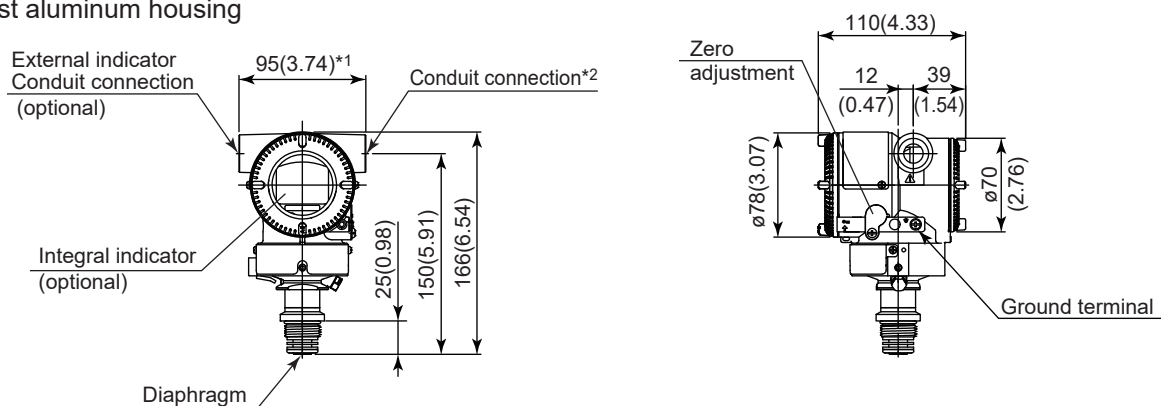 st aluminum housing
External indicator
Conduit connection
(optional)
95(3.74)*1
Conduit connection*2
Integral indicator
(optional)
25(0.98)
150(5.91)
166(6.54)
Diaphragm
110(4.33)
Zero
adjustment
12
(0.47)
39
(1.54)
ø78(3.07)
ø70
(2.76)
Ground terminal